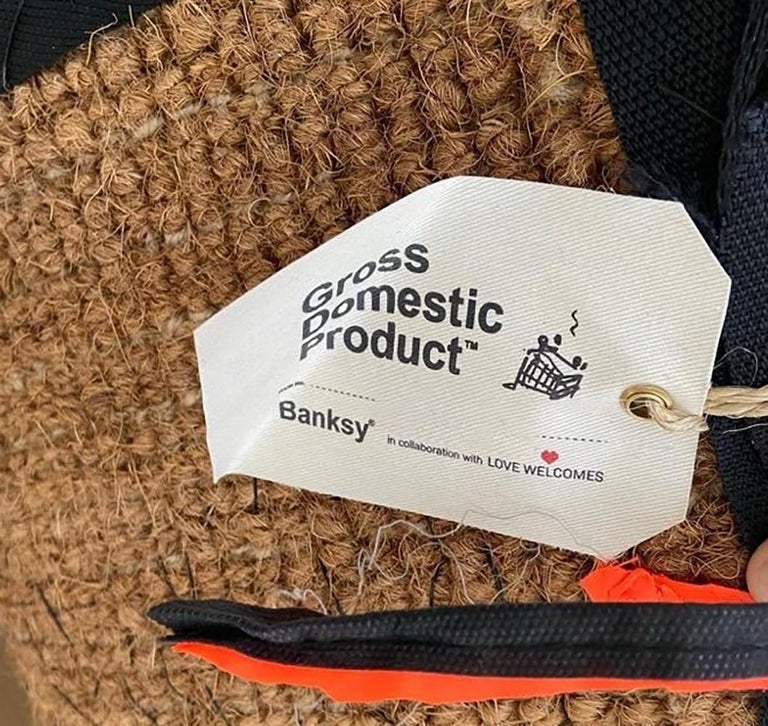 Gross
Domestic
Product™
Banksy®
in collaboration with LOVE WELCOMES